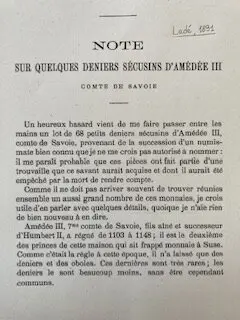 Ladé, 1891
NOTE
SUR QUELQUES DENIERS SÉCUSINS D'AMÉDÉE III
COMTE DE SAVOIE
Un heureux hasard vient de me faire passer entre les
mains un lot de 68 petits deniers sécusins d'Amédée III,
comte de Savoie, provenant de la succession d'un numis-
mate bien connu que je ne me crois pas autorisé à nommer :
il me paraît probable que ces pièces ont fait partie d'une
trouvaille que ce savant aurait acquise et dont il aurait été
empêché par la mort de rendre compte.
Comme il ne doit pas arriver souvent de trouver réunies
ensemble un aussi grand nombre de ces monnaies, je crois
utile d'en parler avec quelques détails, quoique je n'aie rien
de bien nouveau à en dire.
Amédée III, 7me comte de Savoie, fils aîné et successeur
d'Humbert II, a régné de 1103 à 1148 ; il est le deuxième
des princes de cette maison qui ait frappé monnaie à Suse.
Comme c'était la règle à cette époque, il n'a laissé que des
deniers et des oboles. Ces dernières sont très rares ; les
deniers le sont beaucoup moins, sans être cependant
communs.